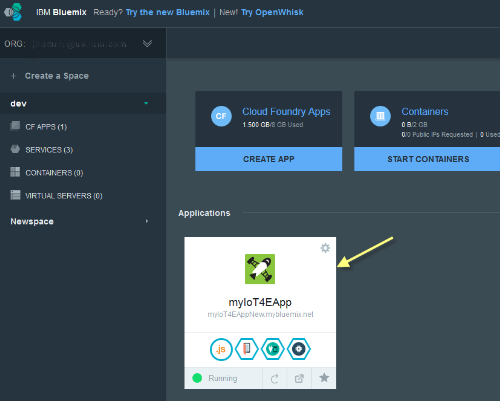 IBM Bluemix Ready? Try the new Bluemix | New! Try OpenWhisk
ORG:
+ Create a Space
dev
CF APPS (1)
SERVICES (3)
CONTAINERS (0)
VIRTUAL SERVERS (0)
Newspace
CF
Cloud Foundry Apps
1.500 GB/8 GB Used
CREATE APP
Containers
0 B/2 GB
0/0 Public IPs Requested | 0 Used
START CONTAINERS
Applications
myIoT4EApp
myIoT4EAppNew.mybluemix.net
.js
Running